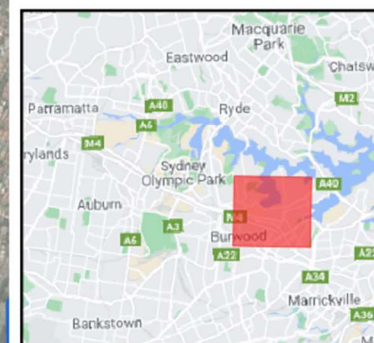 Macquarie
Park
Eastwood
Chatsw
M2
A40
Parramatta
Ryde
A6
M4
rylands
Sydney
Olympic Park
A40
Auburn
M4
A3
A6
Burwood
A22
A22
A34
Marrickville
A36
Bankstown